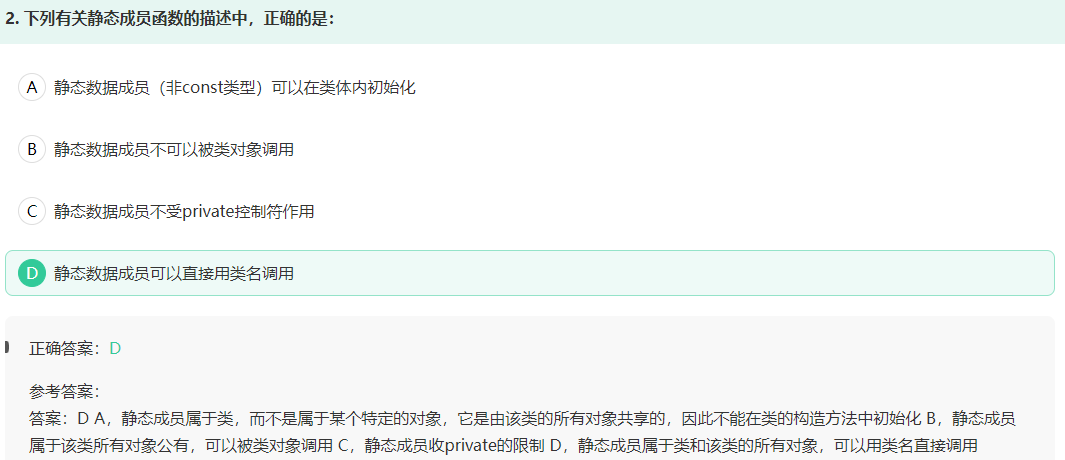 2. 下列有关静态成员函数的描述中，正确的是：
A 静态数据成员（非const类型）可以在类体内初始化
B 静态数据成员不可以被类对象调用
C 静态数据成员不受private控制符作用
D 静态数据成员可以直接用类名调用
正确答案：D
参考答案：
答案：D A，静态成员属于类，而不是属于某个特定的对象，它是由该类的所有对象共享的，因此不能在类的构造方法中初始化 B，静态成员
属于该类所有对象公有，可以被类对象调用 C，静态成员收private的限制 D，静态成员属于类和该类的所有对象，可以用类名直接调用